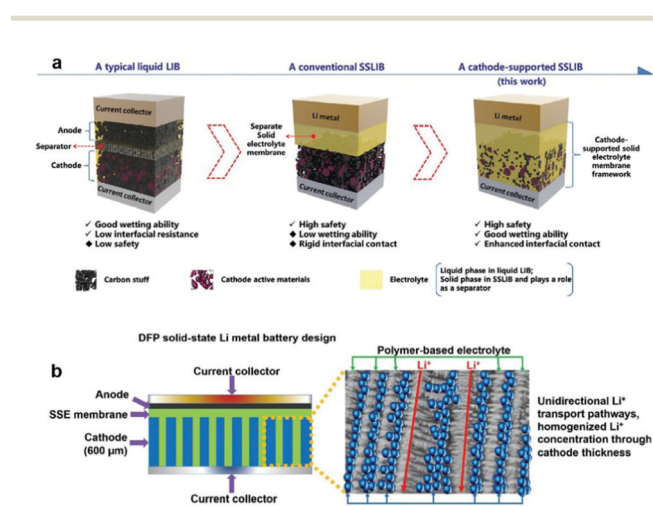 a
A typical liquid LIB
A conventional SSLIB
A cathode-supported SSLIB
(this work)
Current collector
Anode
Separator
Cathode
Current collector
✓ Good wetting ability
✓ Low interfacial resistance
◆ Low safety
Li metal
Separate
Solid
electrolyte
membrane
Current collector
✓ High safety
◆ Low wetting ability
◆ Rigid interfacial contact
Li metal
Cathode-
supported solid
electrolyte
membrane
framework
Current collector
✓ High safety
✓ Good wetting ability
✓ Enhanced interfacial contact
Carbon stuff
Cathode active materials
Electrolyte
Liquid phase in liquid LIB;
Solid phase in SSLIB and plays a role
as a separator
DFP solid-state Li metal battery design
b
Current collector
Anode
SSE membrane
Cathode
(600 μm)
Current collector
Polymer-based electrolyte
Li⁺
Li⁺
Unidirectional Li⁺
transport pathways,
homogenized Li⁺
concentration through
cathode thickness